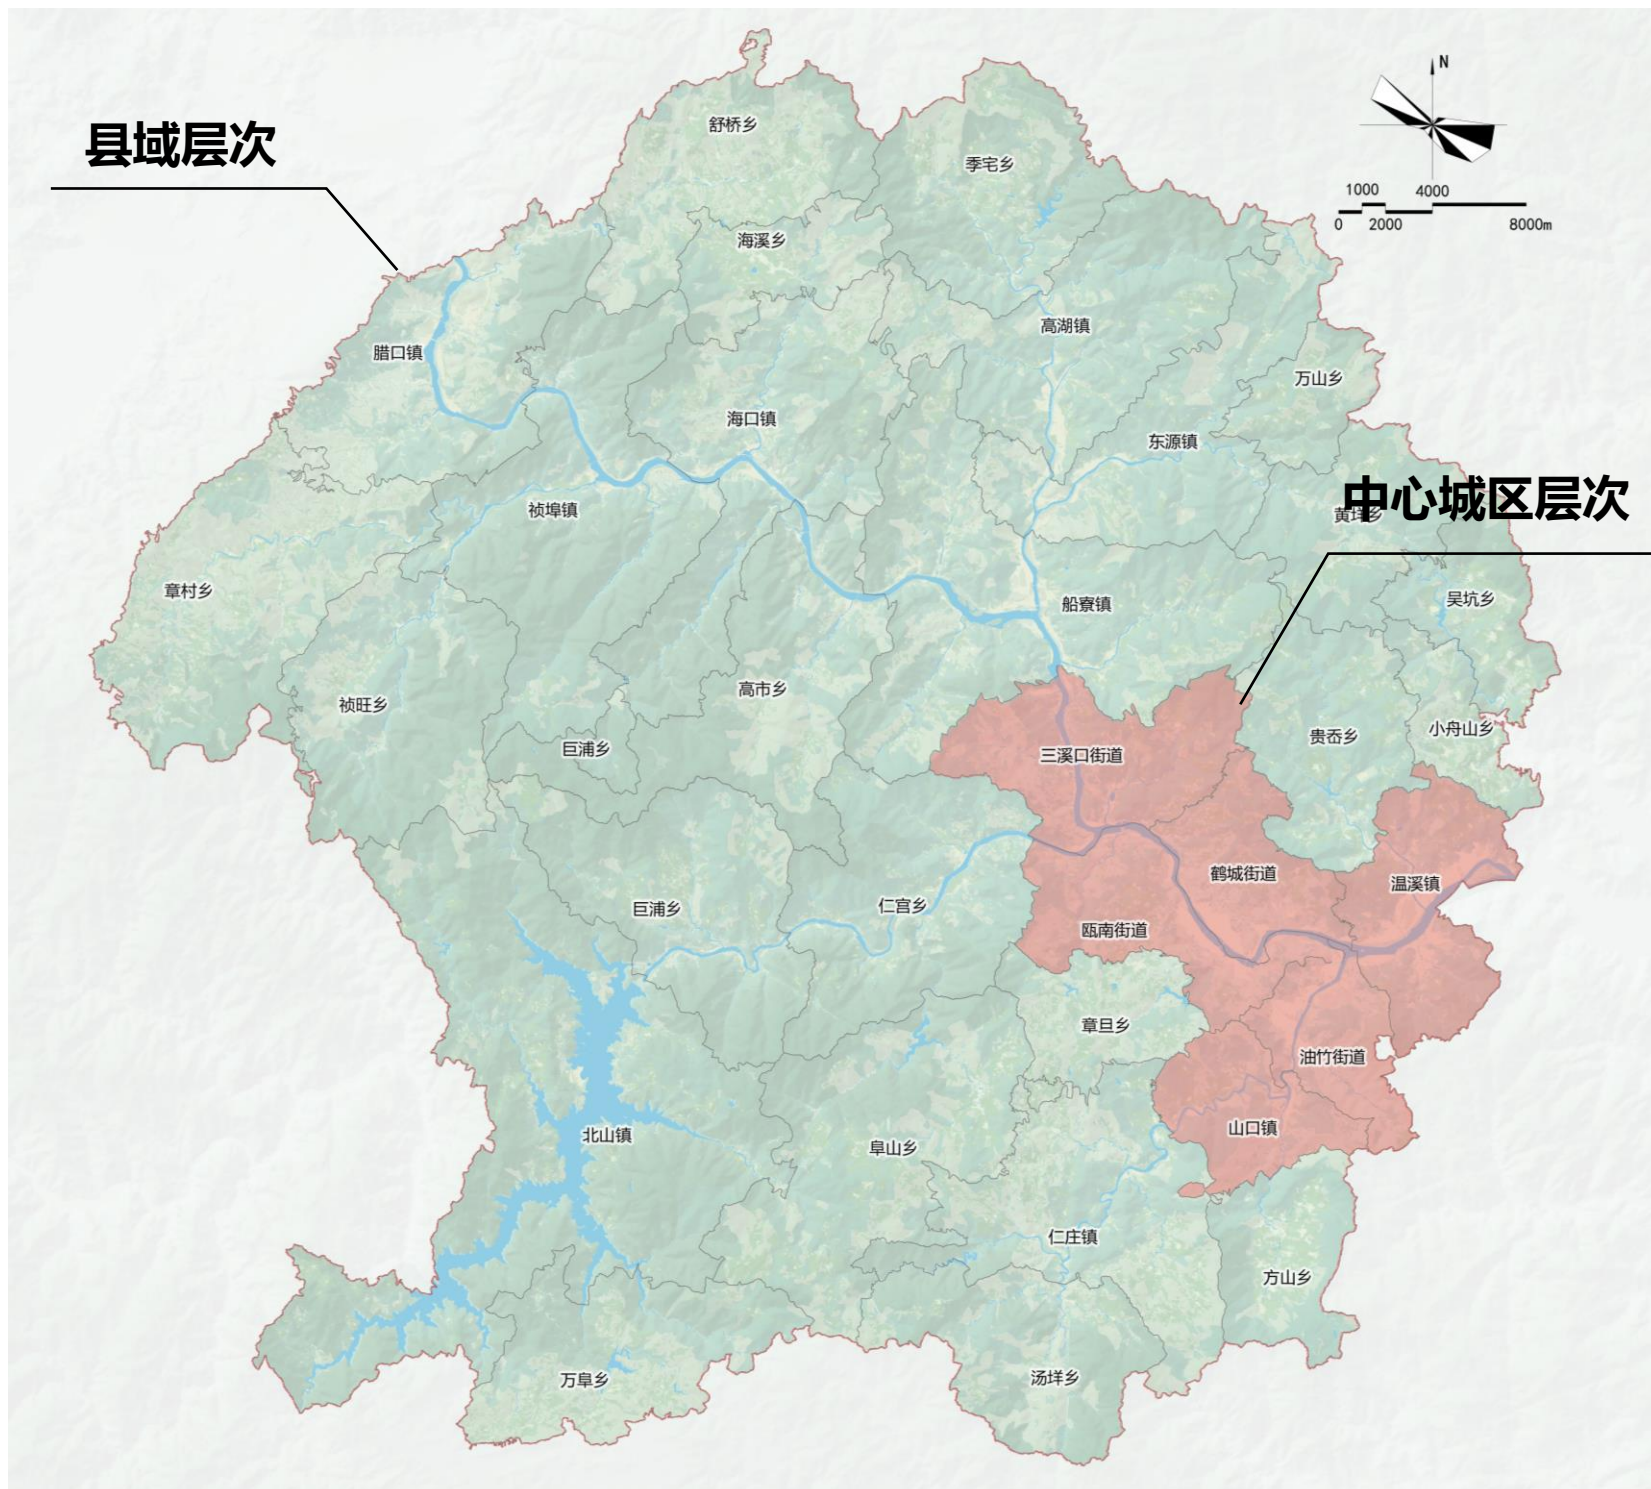 N
舒桥乡
县域层次
季宅乡
1000
4000
0
2000
8000m
海溪乡
高湖镇
腊口镇
万山乡
海口镇
东源镇
中心城区层次
祯埠镇
章村乡
吴坑乡
船寮镇
高市乡
祯旺乡
小舟山乡
贵岙乡
巨浦乡
三溪口街道
鹤城街道
温溪镇
巨浦乡
仁宫乡
瓯南街道
章旦乡
油竹街道
山口镇
北山镇
阜山乡
仁庄镇
方山乡
汤垟乡
万阜乡